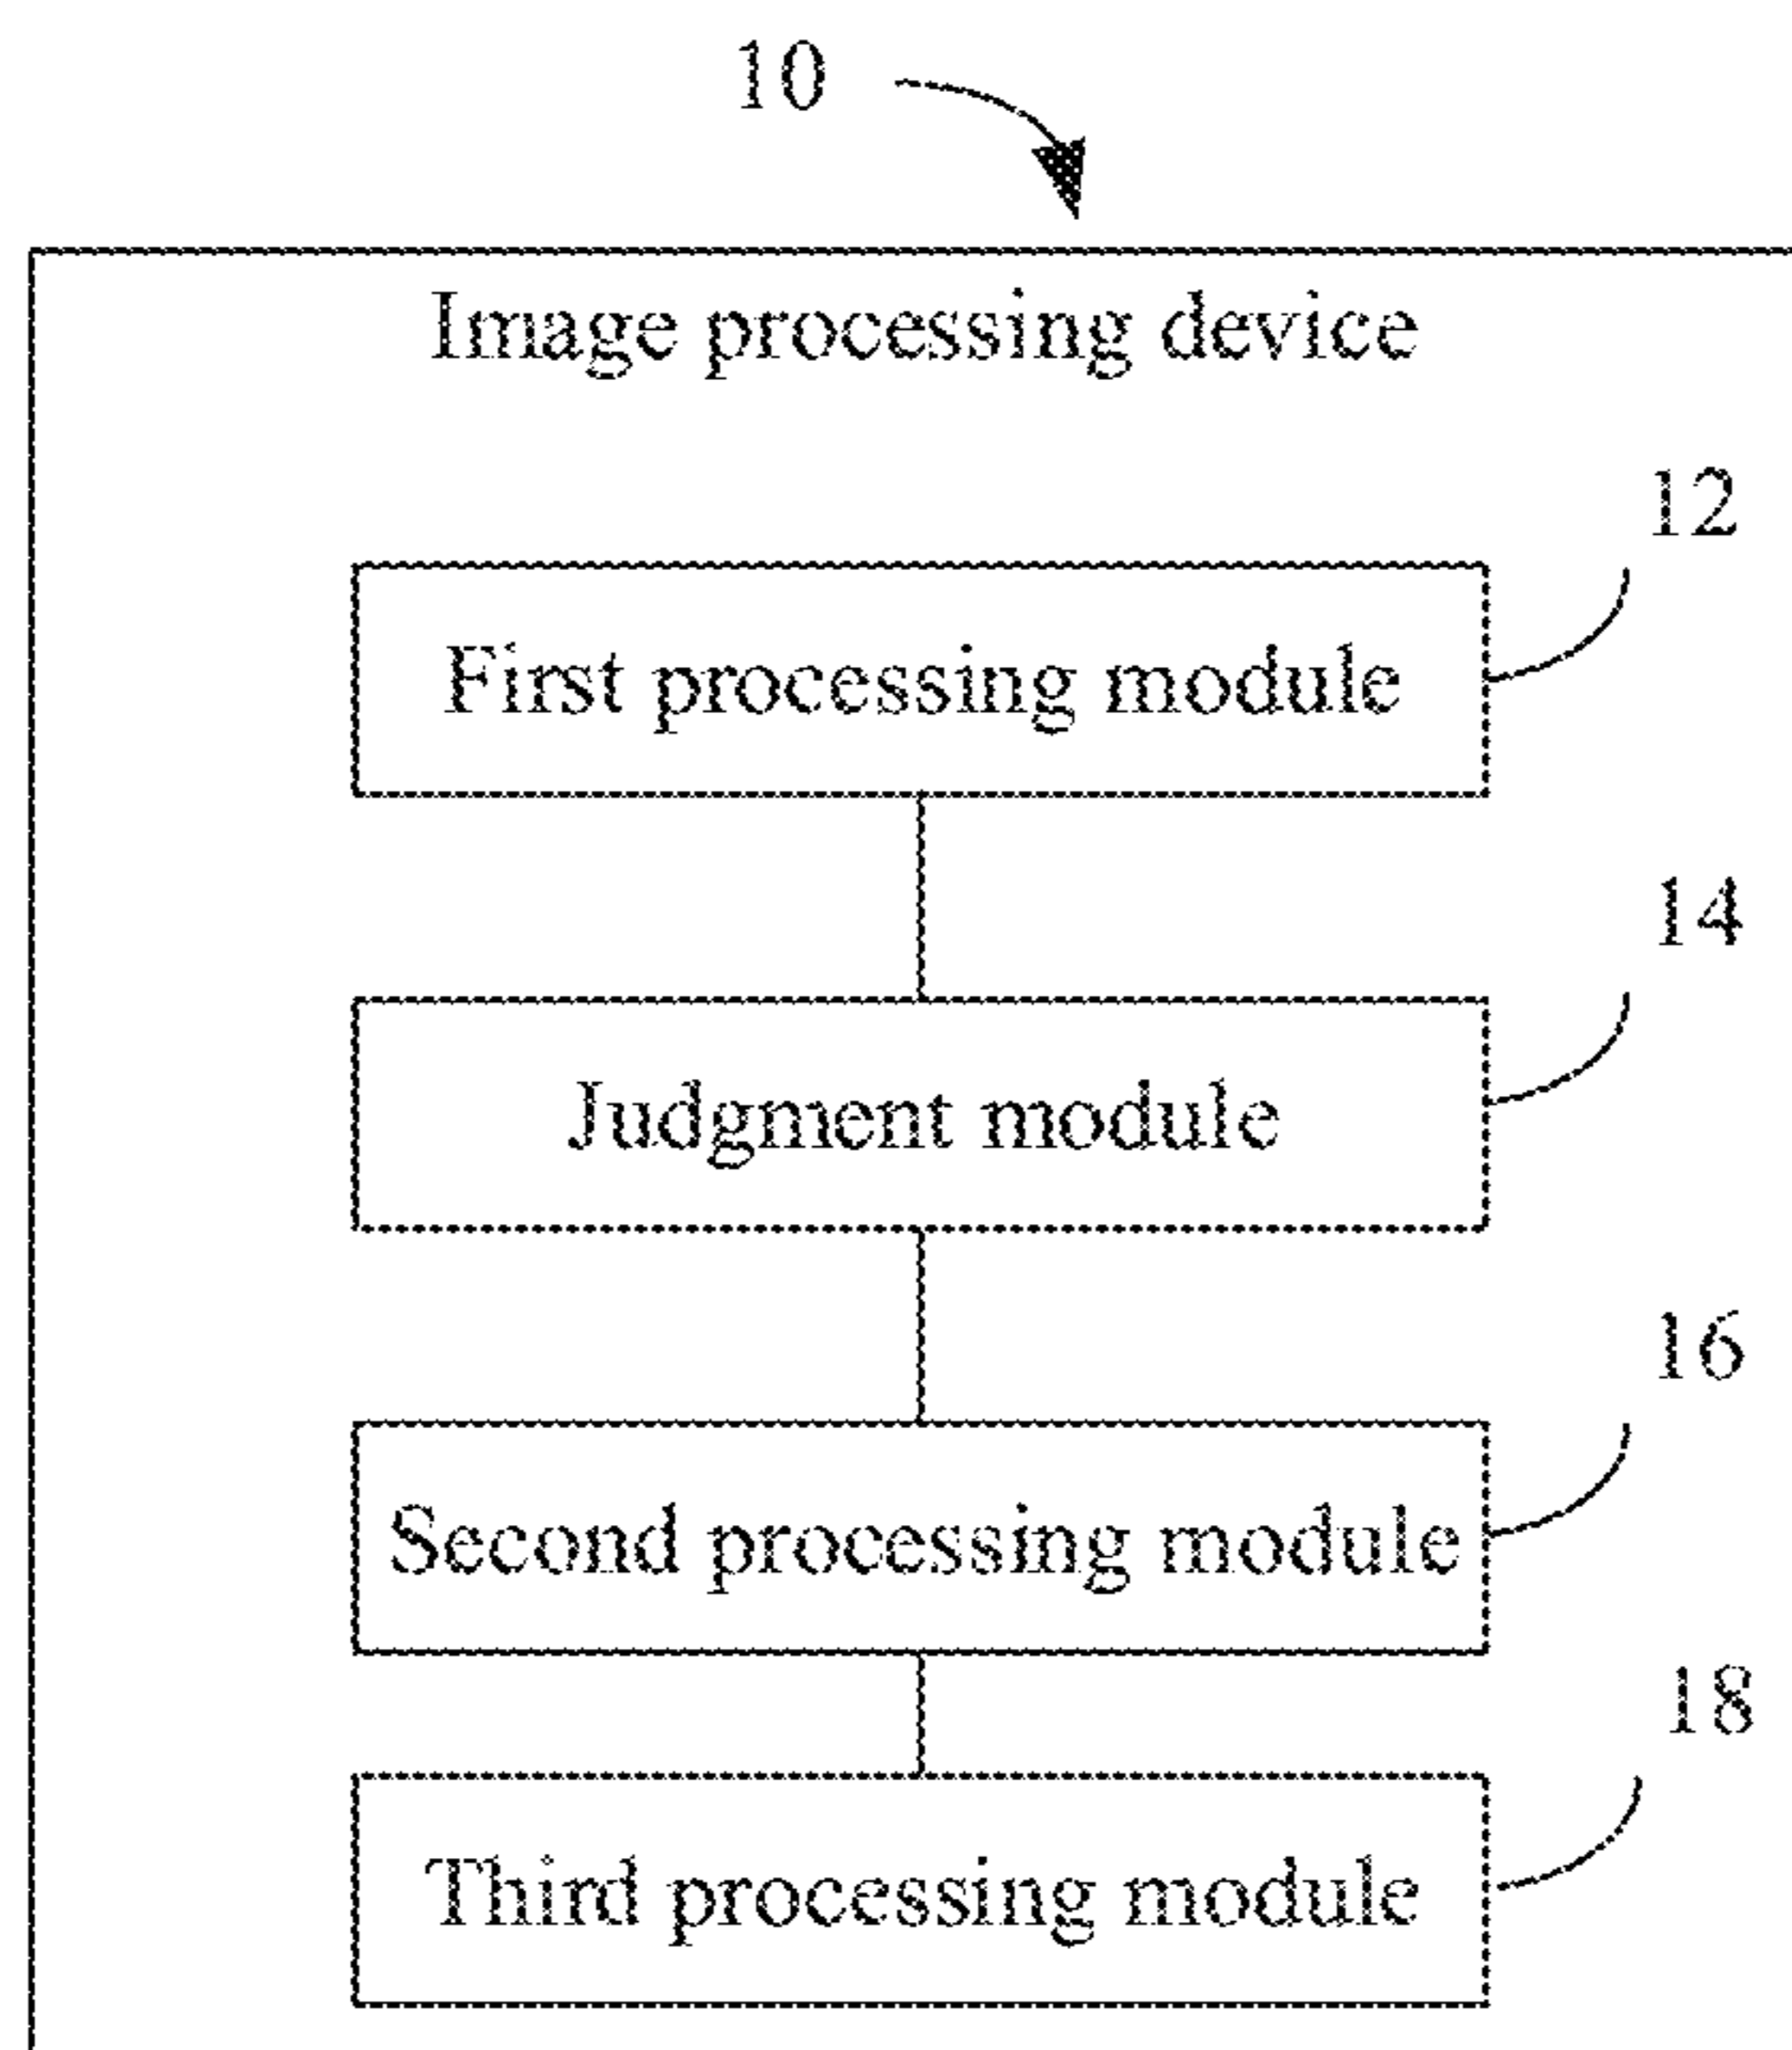 10
Image processing device
12
First processing module
14
Judgment module
16
Second processing module
18
Third processing module